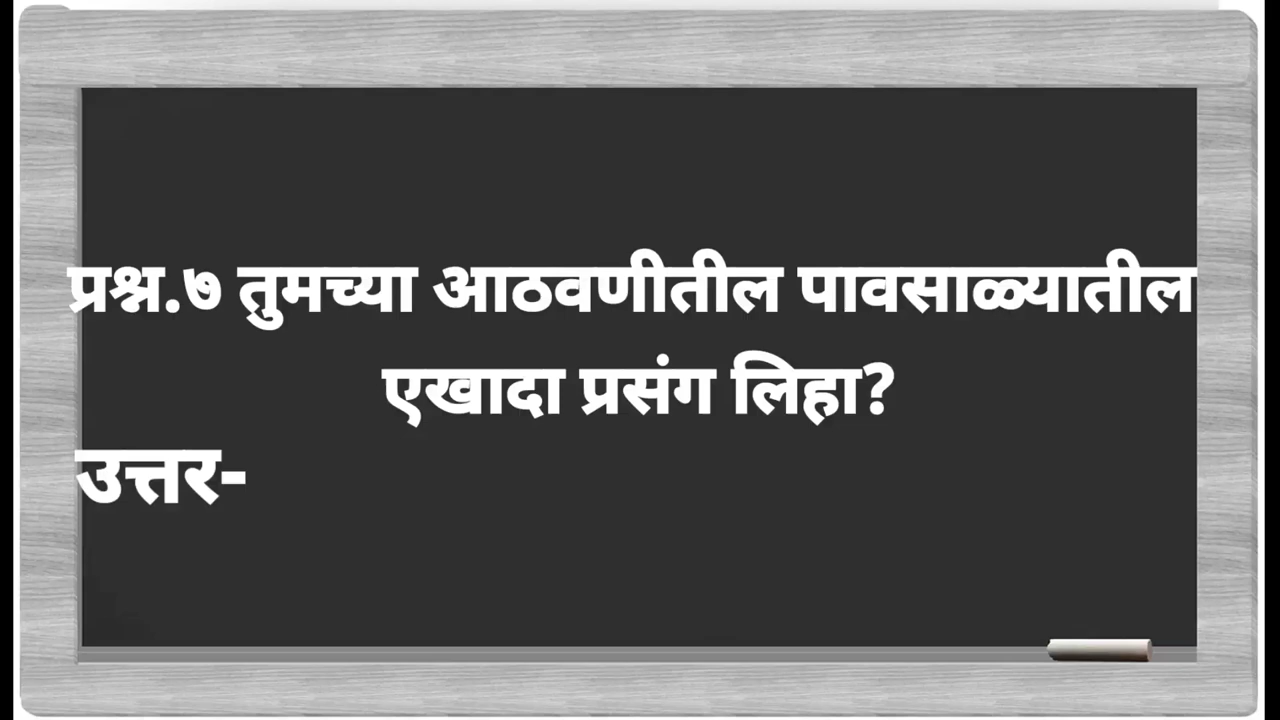 प्रश्न.७ तुमच्या आठवणीतील पावसाळ्यातील
एखादा प्रसंग लिहा?
उत्तर-